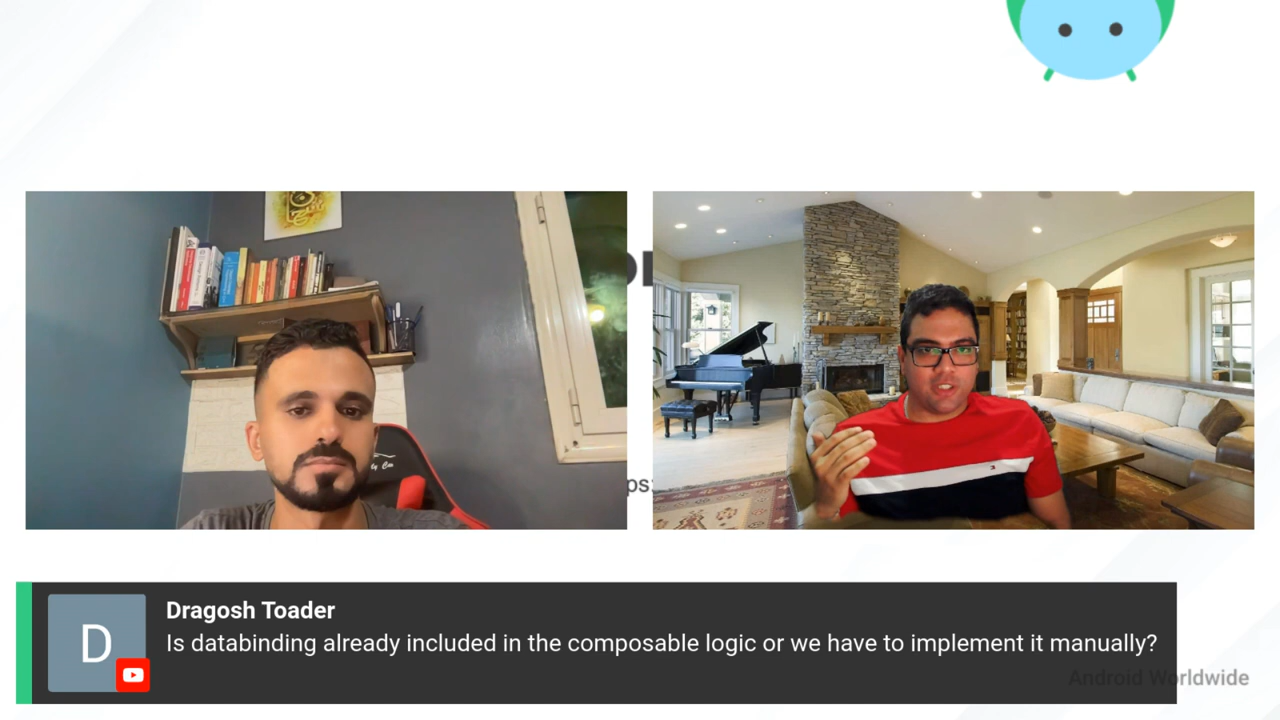 Dragosh Toader
Is databinding already included in the composable logic or we have to implement it manually?
D
Android Worldwide